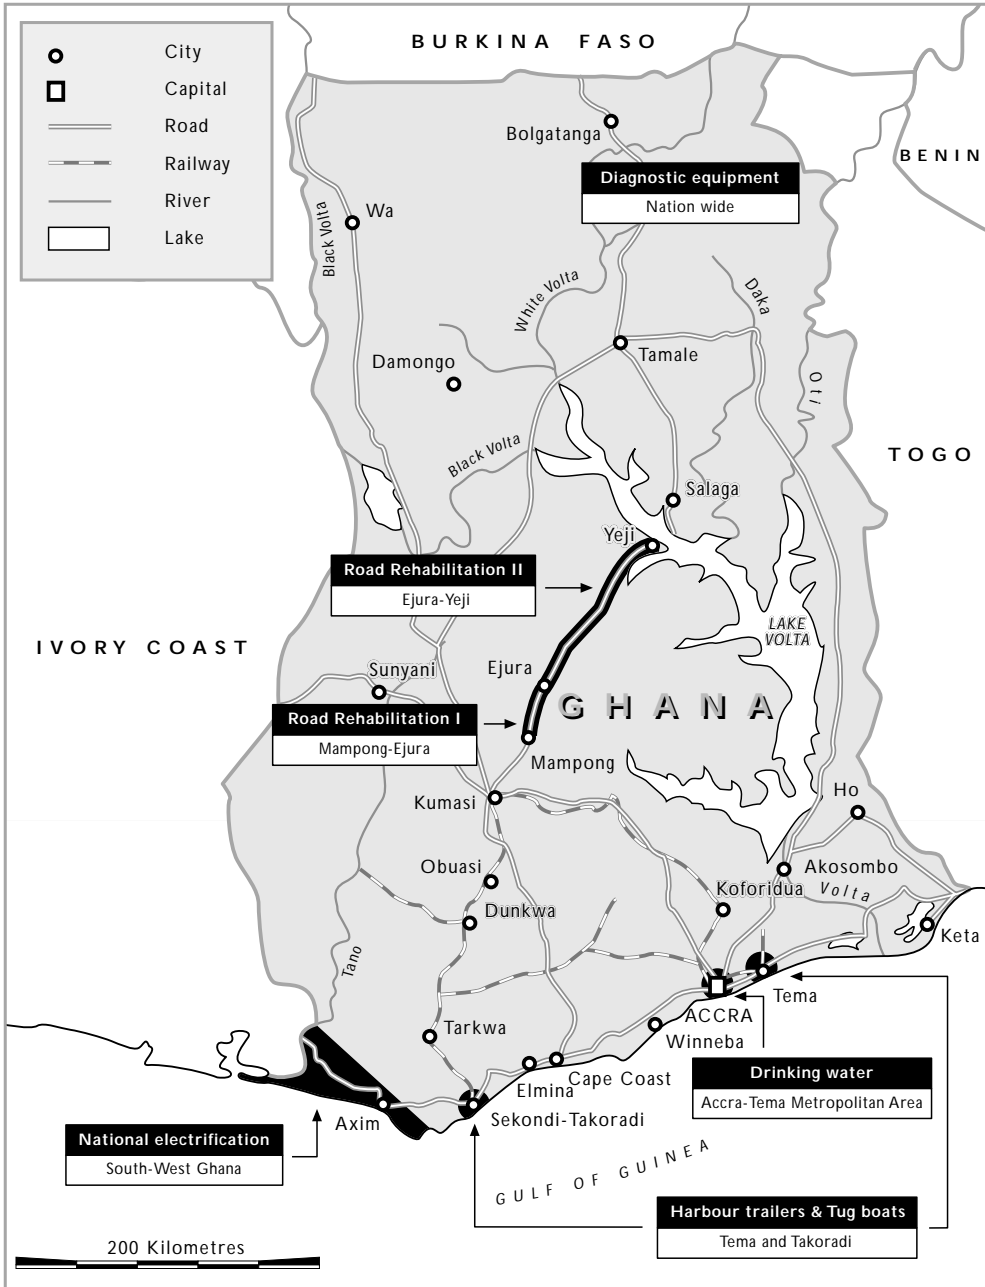 BURKINA FASO
City
Capital
Road
Railway
River
Lake
Bolgatanga
BENIN
Diagnostic equipment
Nation wide
Wa
Black Volta
White Volta
Daka
Tamale
Damongo
Oti
Black Volta
TOGO
Salaga
Yeji
Road Rehabilitation II
Ejura-Yeji
LAKE
VOLTA
IVORY COAST
Sunyani
Ejura
GHANA
Road Rehabilitation I
Mampong-Ejura
Mampong
Kumasi
Ho
Obuasi
Akosombo
Koforidua
Volta
Dunkwa
Keta
Tano
Tema
ACCRA
Tarkwa
Winneba
Cape Coast
Elmina
Drinking water
Accra-Tema Metropolitan Area
Axim
Sekondi-Takoradi
National electrification
South-West Ghana
GULF OF GUINEA
Harbour trailers & Tug boats
Tema and Takoradi
200 Kilometres